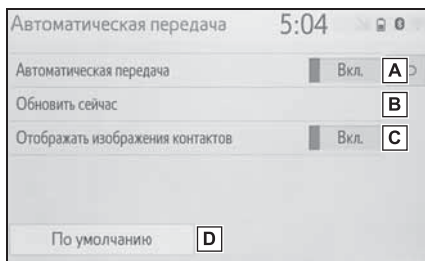 Автоматическая передача 5:04
Автоматическая передача Вкл. A
Обновить сейчас B
Отображать изображения контактов Вкл. C
По умолчанию D